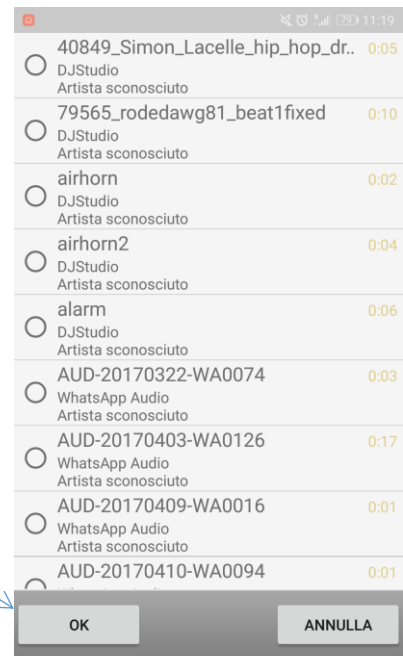 79 11:19
40849_Simon_Lacelle_hip_hop_dr.. 0:05
DJStudio
Artista sconosciuto
79565_rodedawg81_beat1fixed 0:10
DJStudio
Artista sconosciuto
airhorn 0:02
DJStudio
Artista sconosciuto
airhorn2 0:04
DJStudio
Artista sconosciuto
alarm 0:06
DJStudio
Artista sconosciuto
AUD-20170322-WA0074 0:03
WhatsApp Audio
Artista sconosciuto
AUD-20170403-WA0126 0:17
WhatsApp Audio
Artista sconosciuto
AUD-20170409-WA0016 0:01
WhatsApp Audio
Artista sconosciuto
AUD-20170410-WA0094 0:01
OK ANNULLA